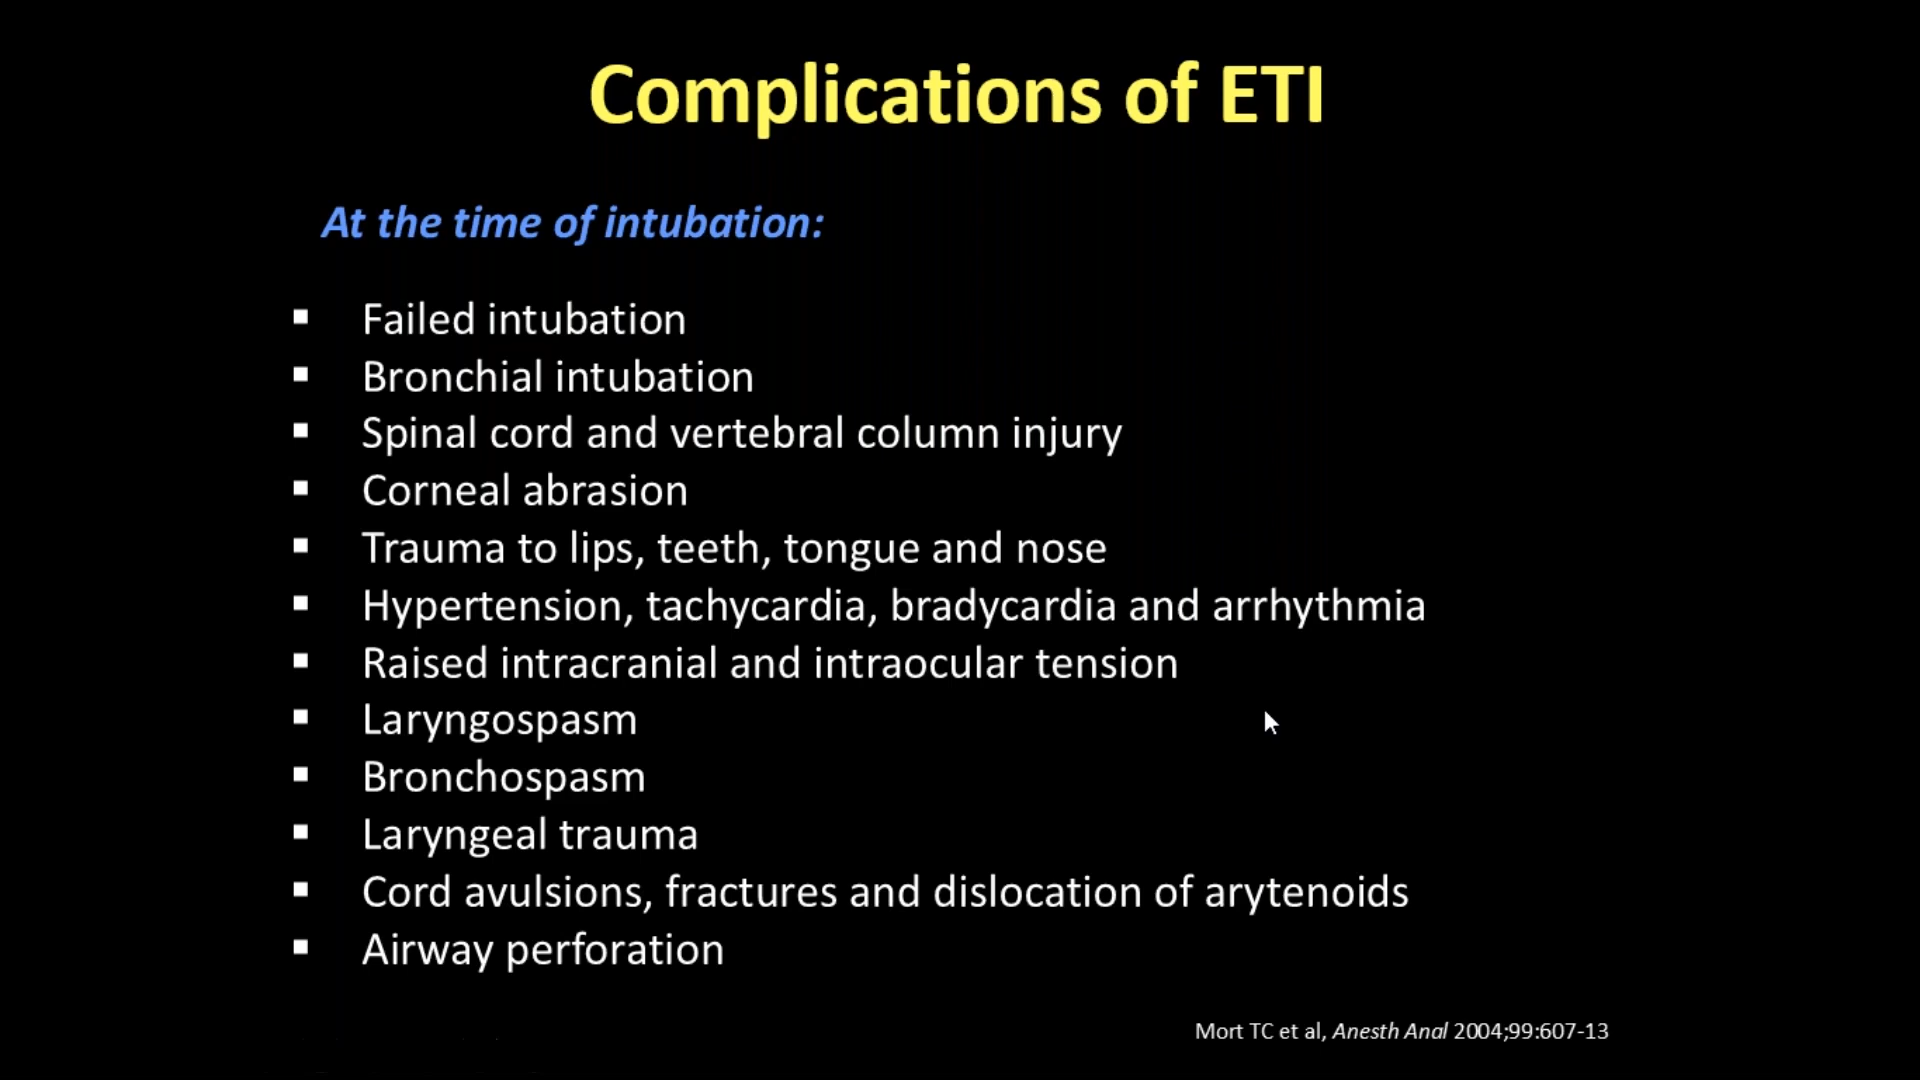 Complications of ETI
At the time of intubation:
▪ Failed intubation
▪ Bronchial intubation
▪ Spinal cord and vertebral column injury
▪ Corneal abrasion
▪ Trauma to lips, teeth, tongue and nose
▪ Hypertension, tachycardia, bradycardia and arrhythmia
▪ Raised intracranial and intraocular tension
▪ Laryngospasm
▪ Bronchospasm
▪ Laryngeal trauma
▪ Cord avulsions, fractures and dislocation of arytenoids
▪ Airway perforation
Mort TC et al, Anesth Anal 2004;99:607-13